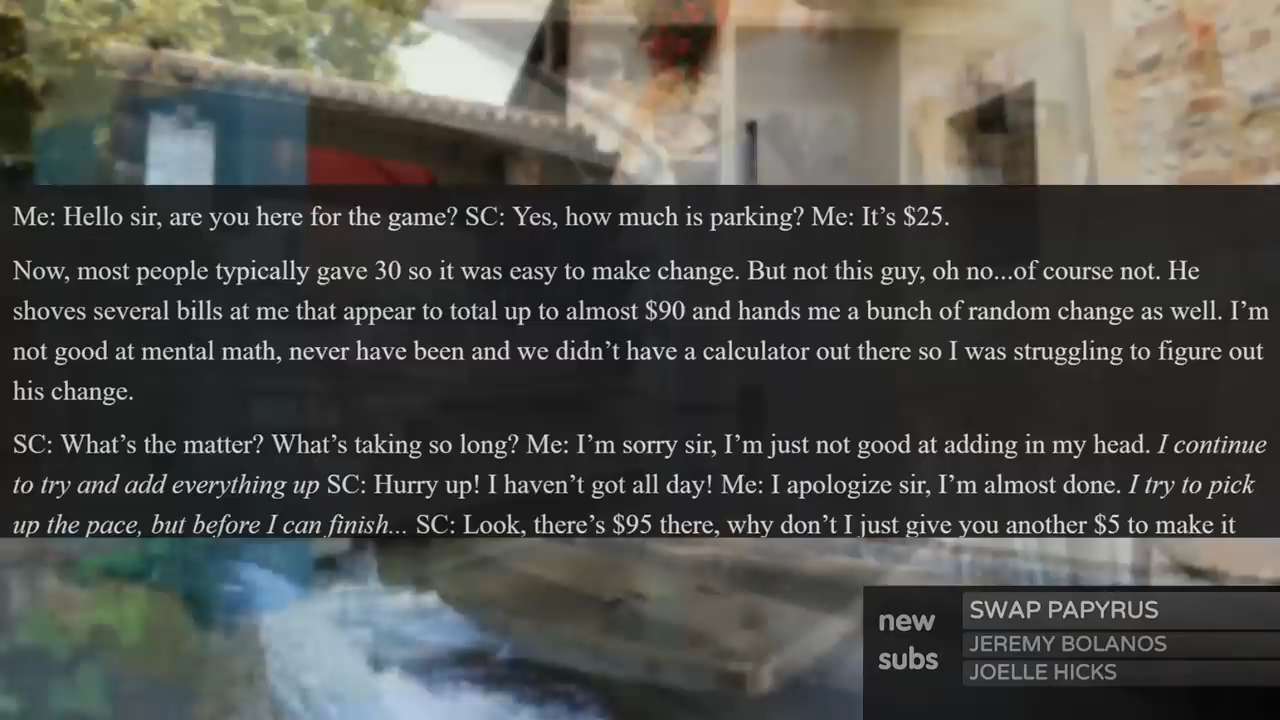 Me: Hello sir, are you here for the game? SC: Yes, how much is parking? Me: It’s $25.
Now, most people typically gave 30 so it was easy to make change. But not this guy, oh no...of course not. He
shoves several bills at me that appear to total up to almost $90 and hands me a bunch of random change as well. I’m
not good at mental math, never have been and we didn’t have a calculator out there so I was struggling to figure out
his change.
SC: What’s the matter? What’s taking so long? Me: I’m sorry sir, I’m just not good at adding in my head. I continue
to try and add everything up SC: Hurry up! I haven’t got all day! Me: I apologize sir, I’m almost done. I try to pick
up the pace, but before I can finish... SC: Look, there’s $95 there, why don’t I just give you another $5 to make it
new
subs
SWAP PAPYRUS
JEREMY BOLANOS
JOELLE HICKS